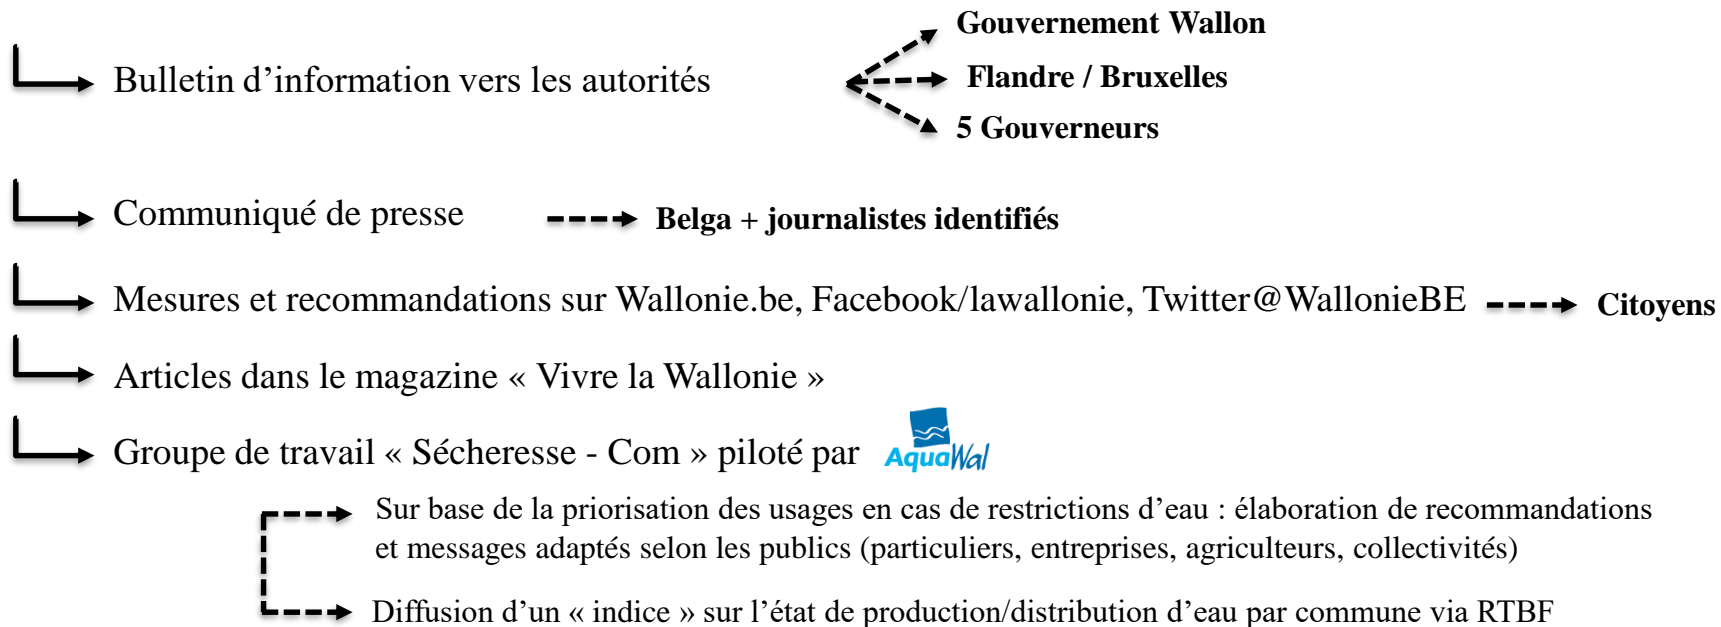 Gouvernement Wallon
Bulletin d’information vers les autorités
Flandre / Bruxelles
5 Gouverneurs
Communiqué de presse
Belga + journalistes identifiés
Mesures et recommandations sur Wallonie.be, Facebook/lawallonie, Twitter@WallonieBE
Citoyens
Articles dans le magazine « Vivre la Wallonie »
Groupe de travail « Sécheresse - Com » piloté par
AquaWal
Sur base de la priorisation des usages en cas de restrictions d’eau : élaboration de recommandations
et messages adaptés selon les publics (particuliers, entreprises, agriculteurs, collectivités)
Diffusion d’un « indice » sur l’état de production/distribution d’eau par commune via RTBF